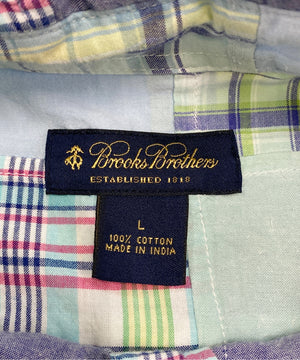 Brooks Brothers
ESTABLISHED 1818
L
100% COTTON
MADE IN INDIA